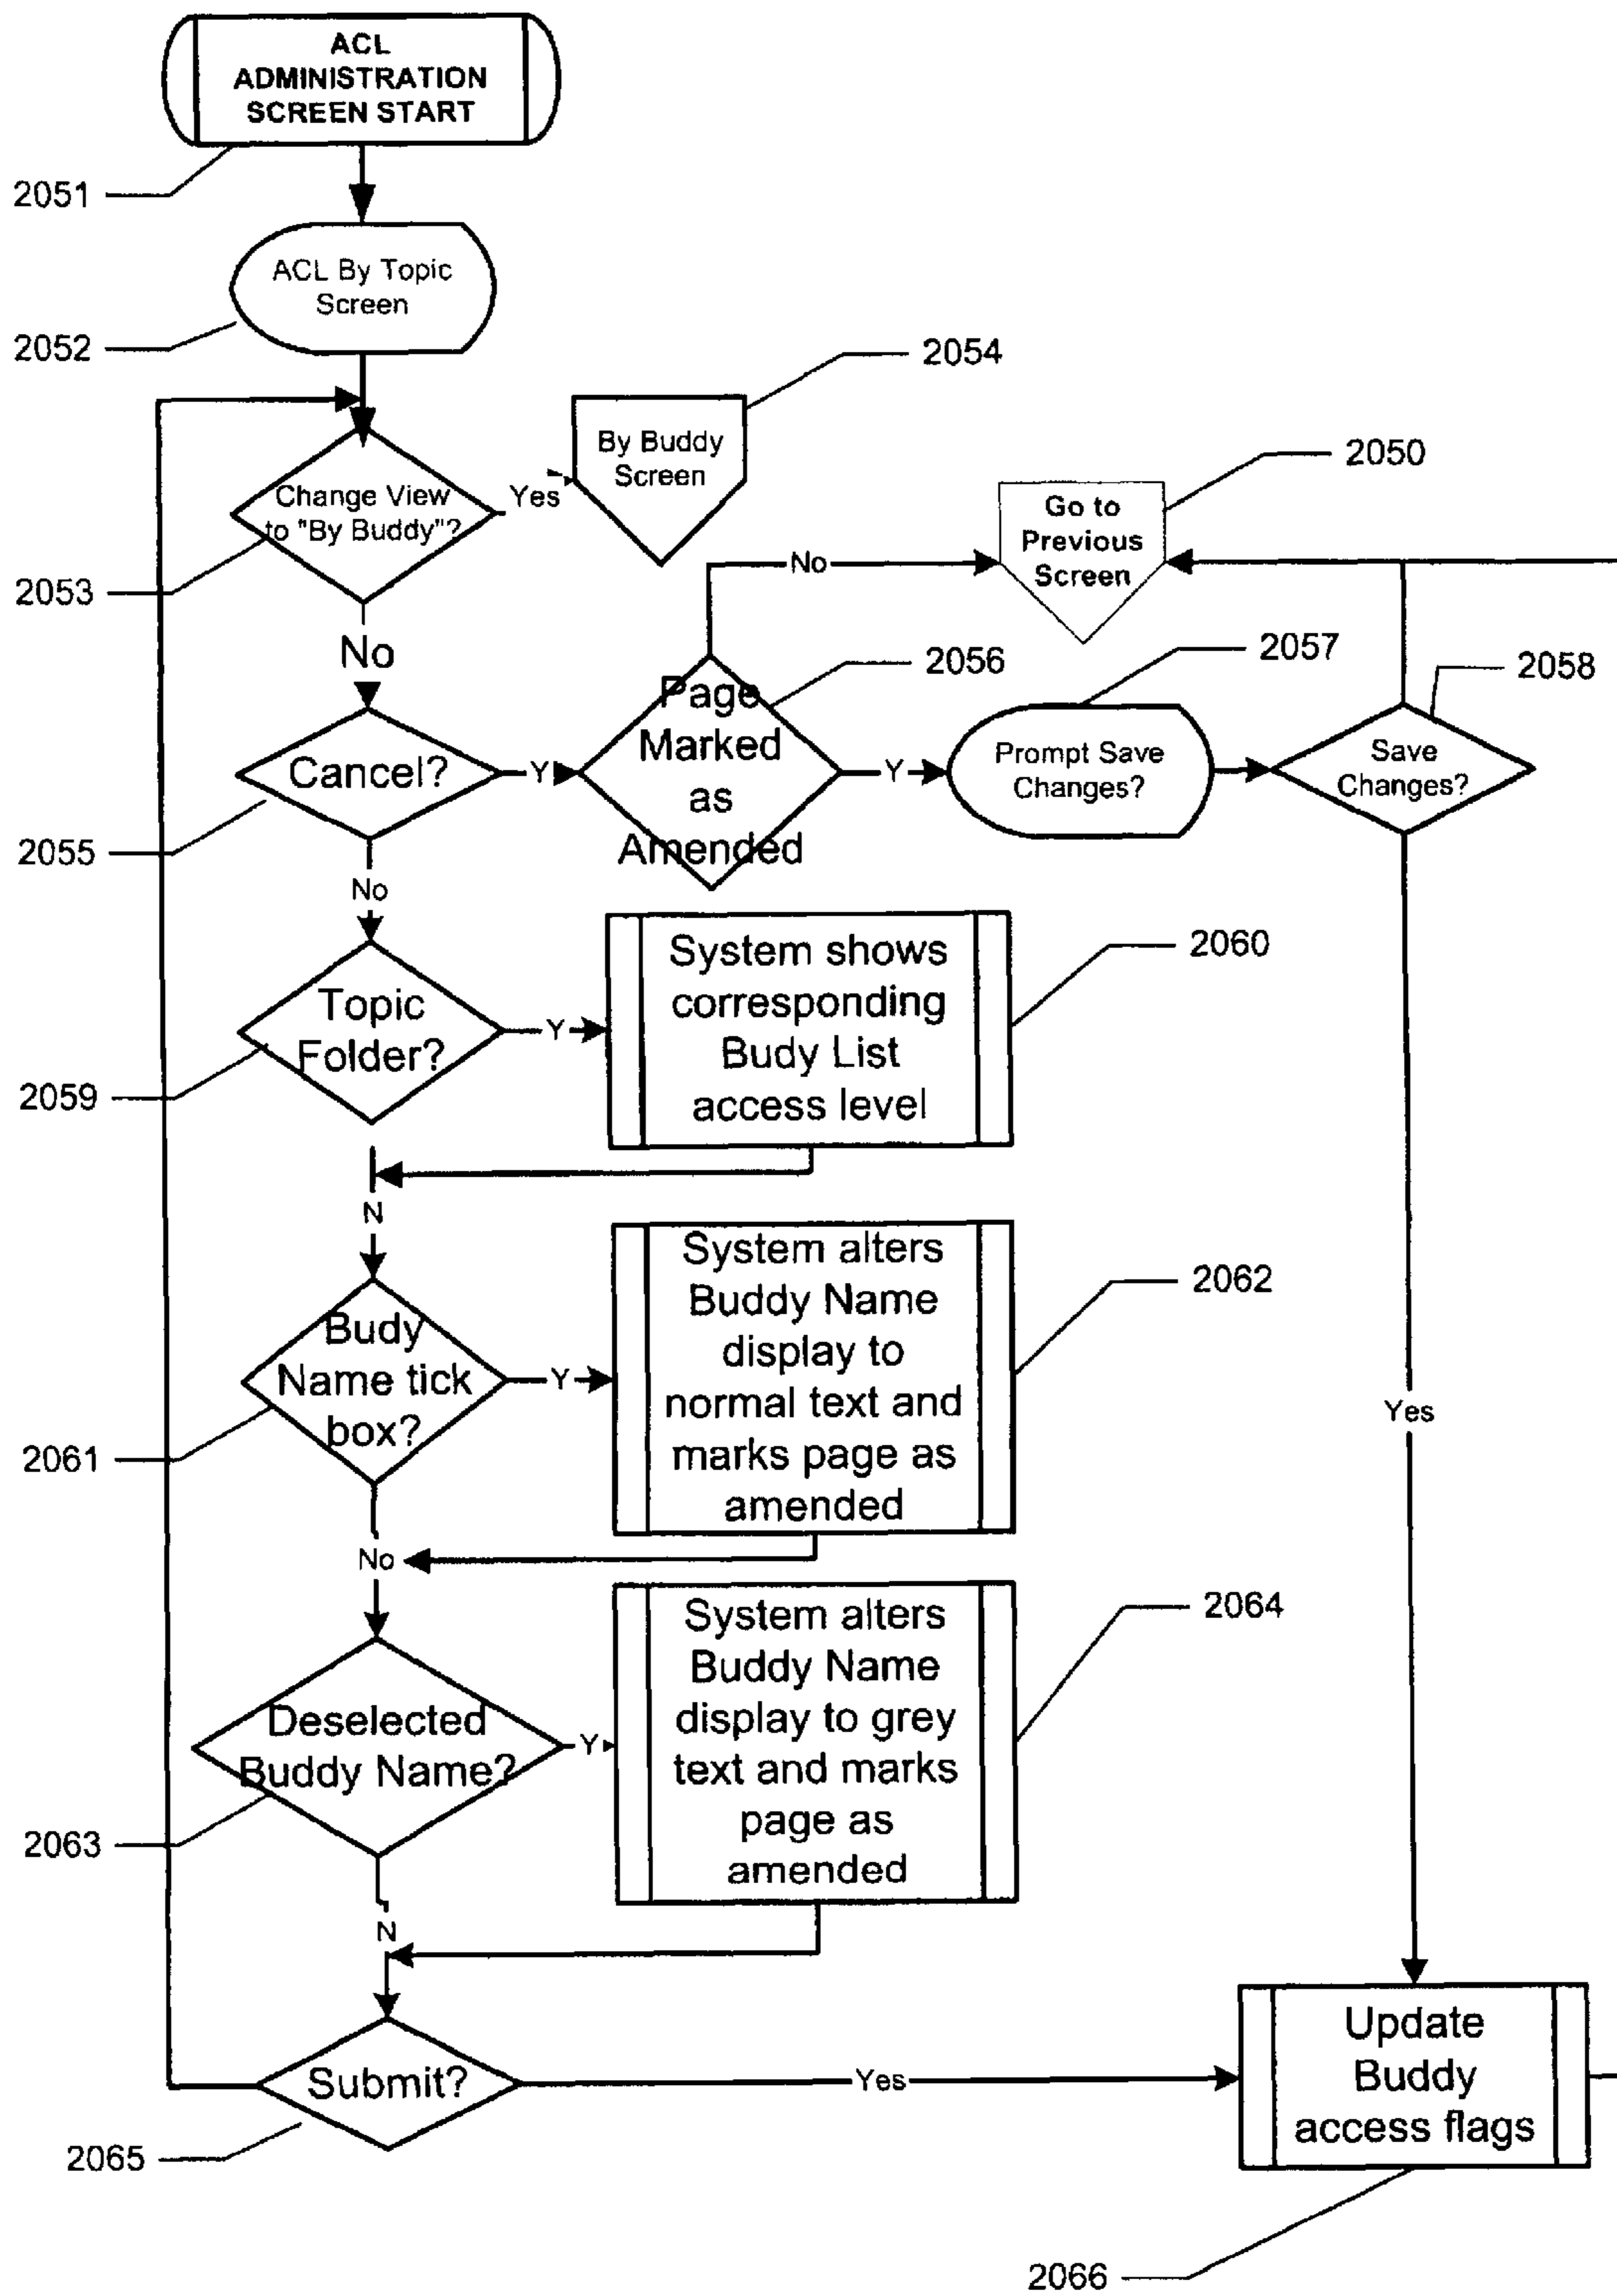 ACL
ADMINISTRATION
SCREEN START
2051
ACL By Topic
Screen
2052
2054
By Buddy
Screen
Change View
to "By Buddy"?
Yes
2053
2050
Go to
Previous
Screen
No
No
2056
2057
2058
Cancel?
Y
Page
Marked
as
Amended
Y
Prompt Save
Changes?
Save
Changes?
2055
No
2060
Topic
Folder?
Y
System shows
corresponding
Budy List
access level
2059
N
2062
Budy
Name tick
box?
Y
System alters
Buddy Name
display to
normal text and
marks page as
amended
Yes
2061
No
2064
Deselected
Buddy Name?
Y
System alters
Buddy Name
display to grey
text and marks
page as
amended
2063
N
Submit?
Yes
Update
Buddy
access flags
2065
2066